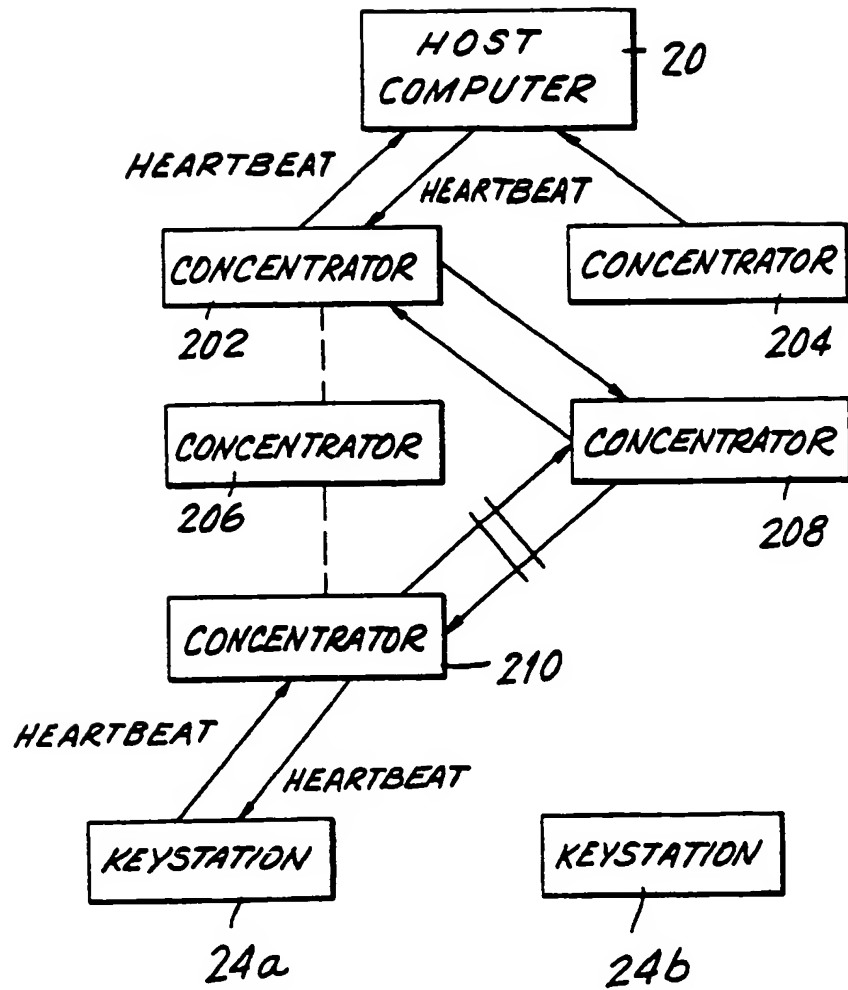 HOST
COMPUTER
20
HEARTBEAT
HEARTBEAT
CONCENTRATOR
CONCENTRATOR
202
204
CONCENTRATOR
CONCENTRATOR
206
208
CONCENTRATOR
210
HEARTBEAT
HEARTBEAT
KEYSTATION
KEYSTATION
24a
24b